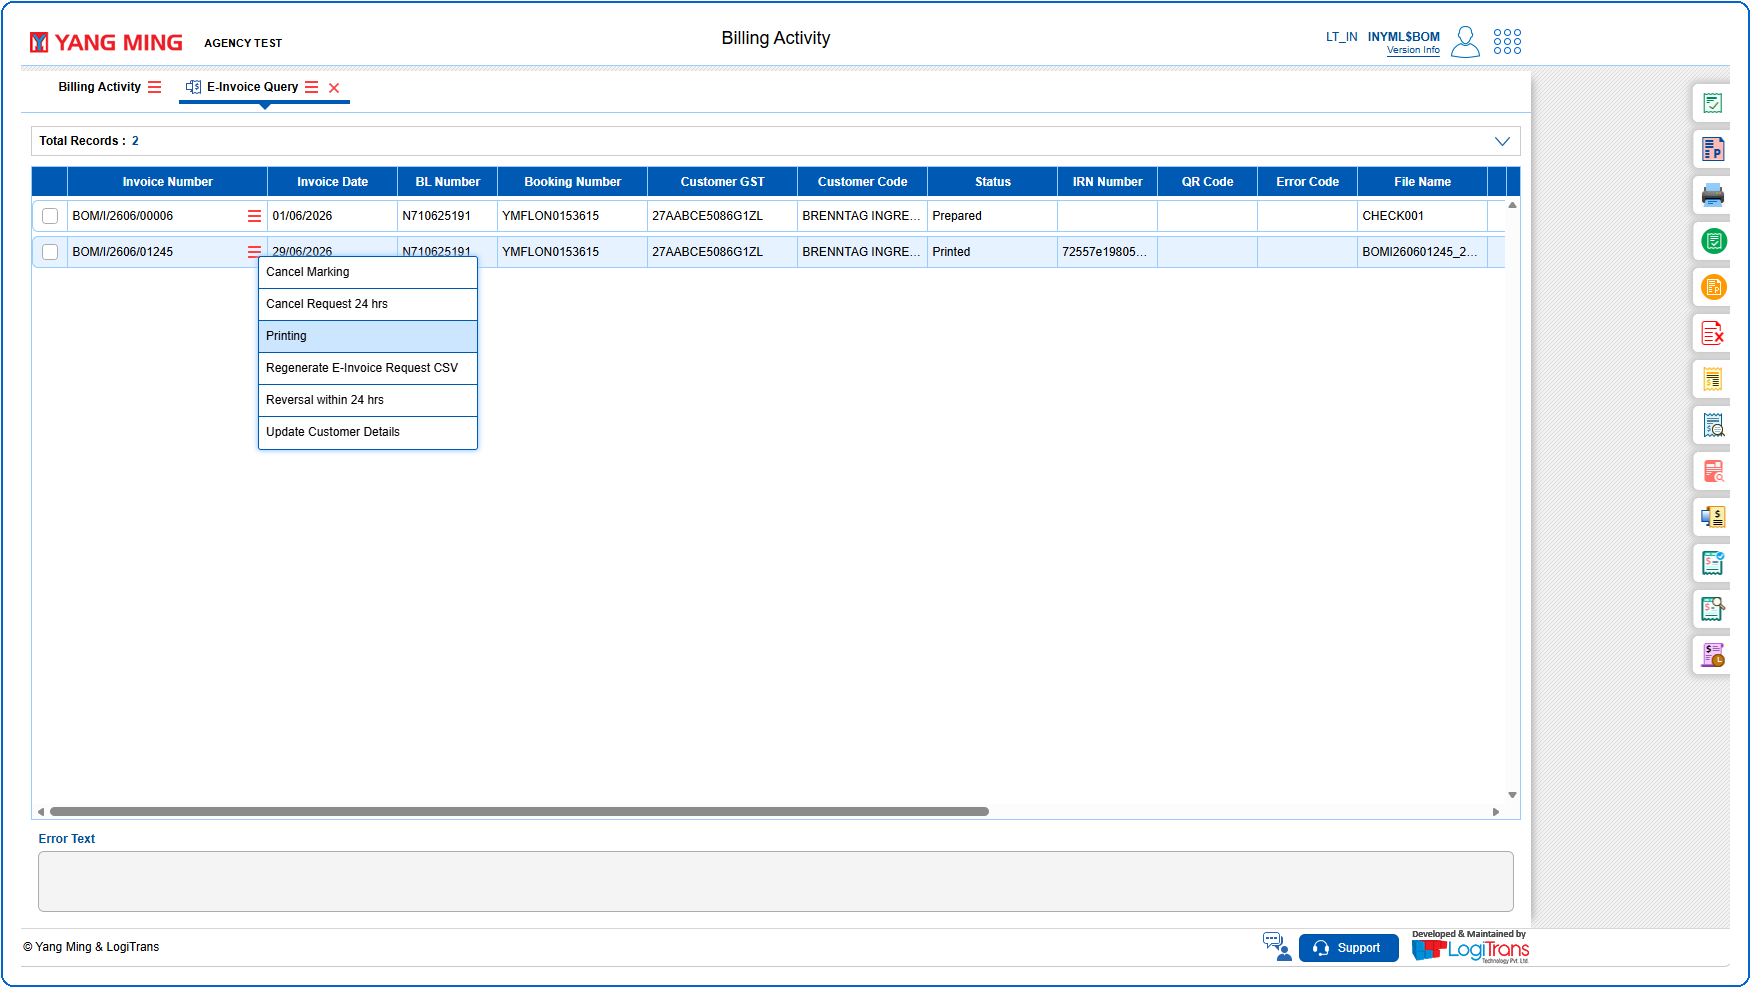 YANG MING AGENCY TEST
Billing Activity
LT_IN INYML$BOM
Version Info
Billing Activity
E-Invoice Query
Total Records : 2
Invoice Number Invoice Date BL Number Booking Number Customer GST Customer Code Status IRN Number QR Code Error Code File Name
BOM/I/2606/00006 01/06/2026 N710625191 YMFLON0153615 27AABCE5086G1ZL BRENNTAG INGRE... Prepared CHECK001
BOM/I/2606/01245 29/06/2026 N710625191 YMFLON0153615 27AABCE5086G1ZL BRENNTAG INGRE... Printed 72557e19805... BOMI260601245_2...
Cancel Marking
Cancel Request 24 hrs
Printing
Regenerate E-Invoice Request CSV
Reversal within 24 hrs
Update Customer Details
Error Text
© Yang Ming & LogiTrans
Support
Developed & Maintained by
LogiTrans
Technology Pvt. Ltd.